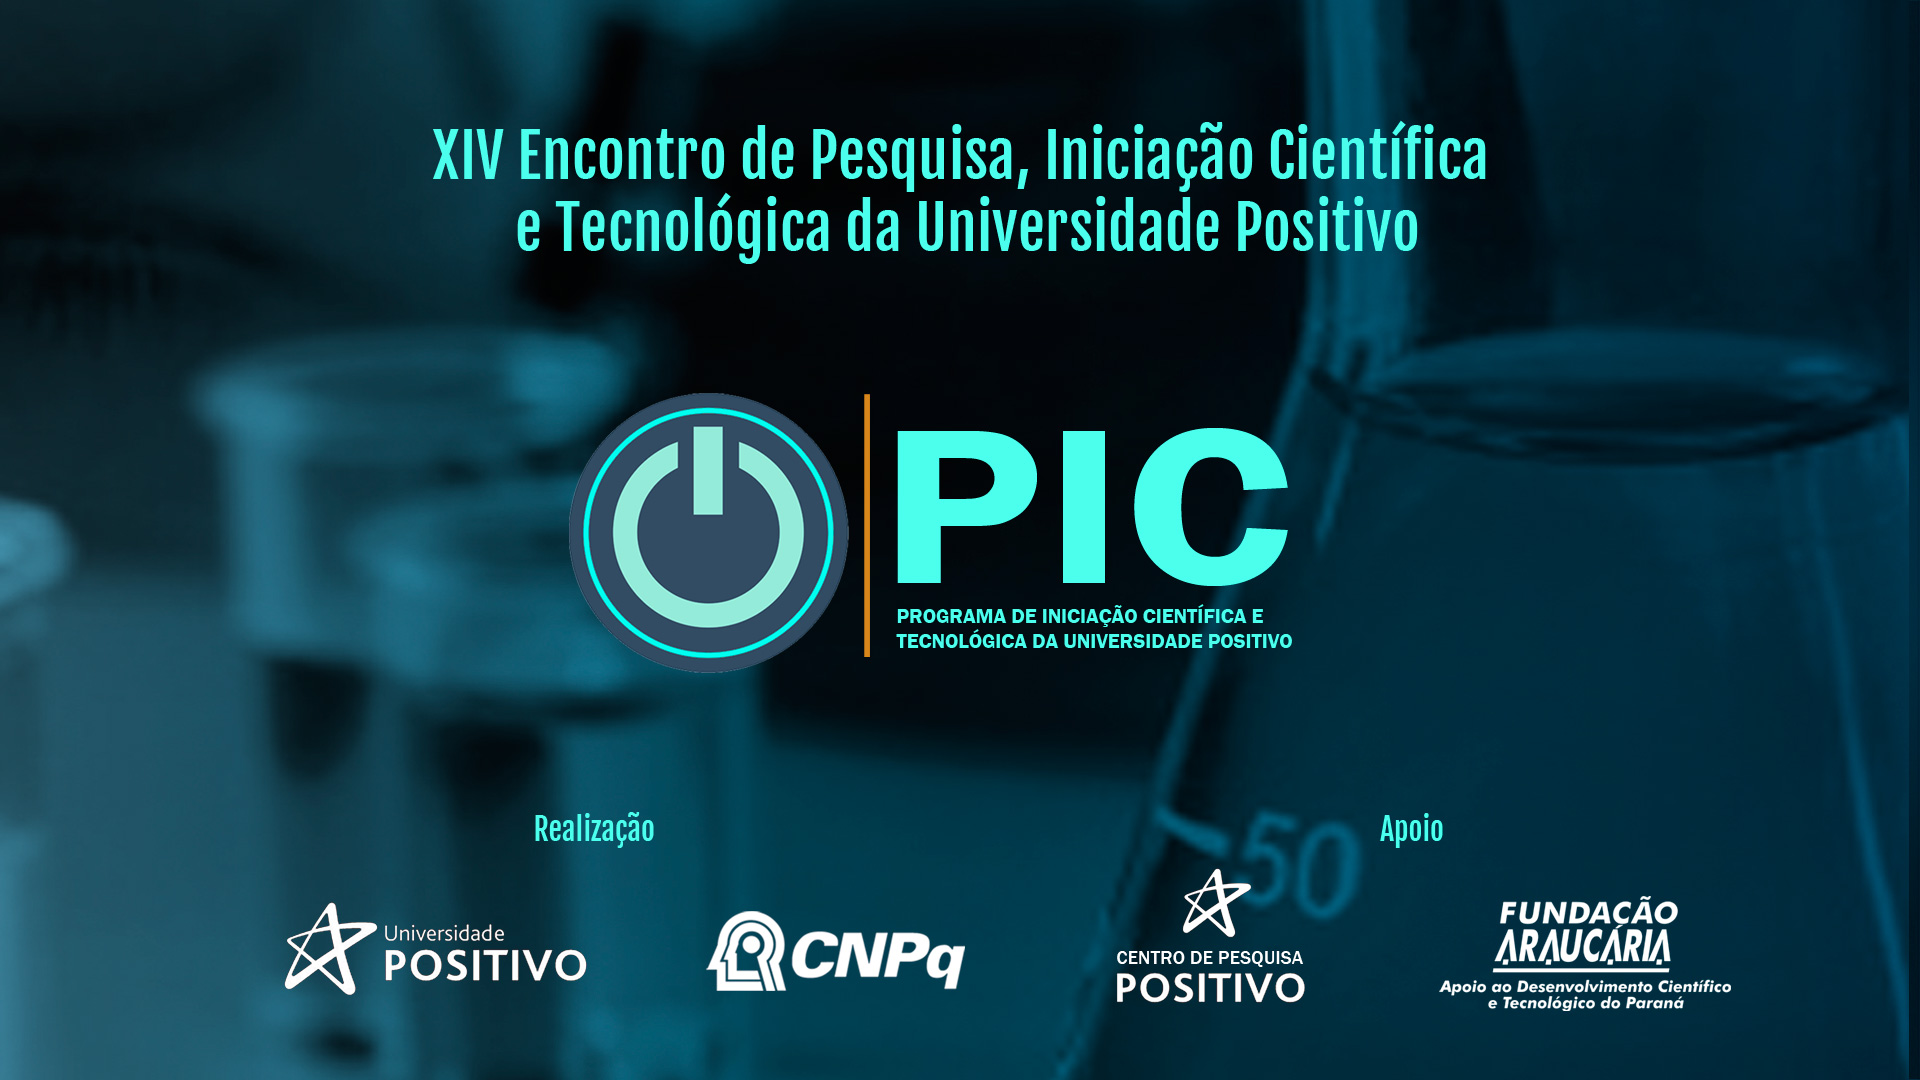 XIV Encontro de Pesquisa, Iniciação Científica
e Tecnológica da Universidade Positivo
PIC
PROGRAMA DE INICIAÇÃO CIENTÍFICA E
TECNOLÓGICA DA UNIVERSIDADE POSITIVO
Realização
Universidade
POSITIVO
CNPq
Apoio
50
CENTRO DE PESQUISA
POSITIVO
FUNDAÇÃO
ARAUCÁRIA
Apoio ao Desenvolvimento Científico
e Tecnológico do Paraná